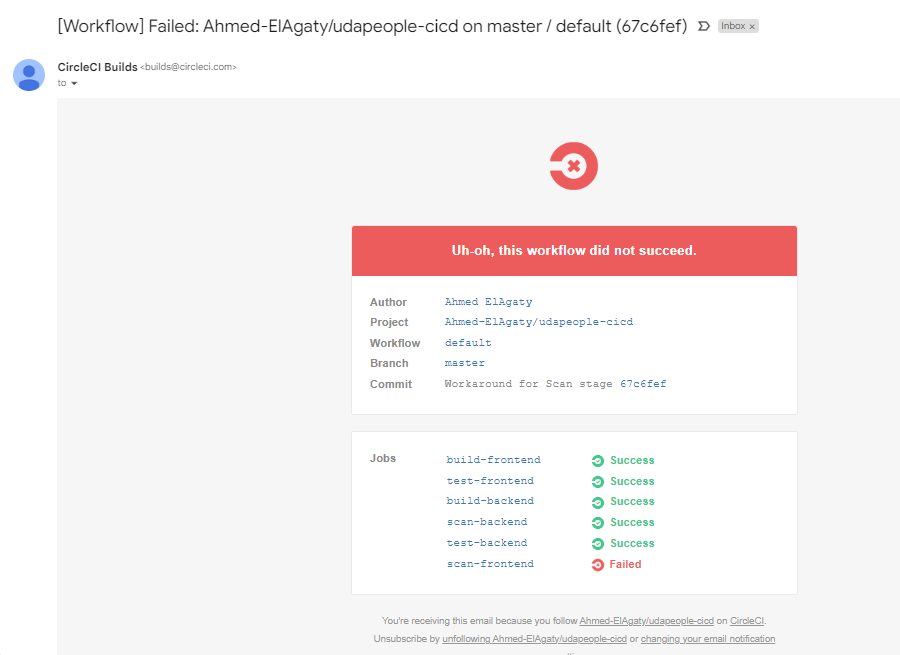 [Workflow] Failed: Ahmed-ElAgaty/udapeople-cicd on master / default (67c6fef) Inbox ×
CircleCI Builds <builds@circleci.com>
to
Uh-oh, this workflow did not succeed.
Author Ahmed ElAgaty
Project Ahmed-ElAgaty/udapeople-cicd
Workflow default
Branch master
Commit Workaround for Scan stage 67c6fef
Jobs build-frontend Success
test-frontend Success
build-backend Success
scan-backend Success
test-backend Success
scan-frontend Failed
You're receiving this email because you follow Ahmed-ElAgaty/udapeople-cicd on CircleCI.
Unsubscribe by unfollowing Ahmed-ElAgaty/udapeople-cicd or changing your email notification